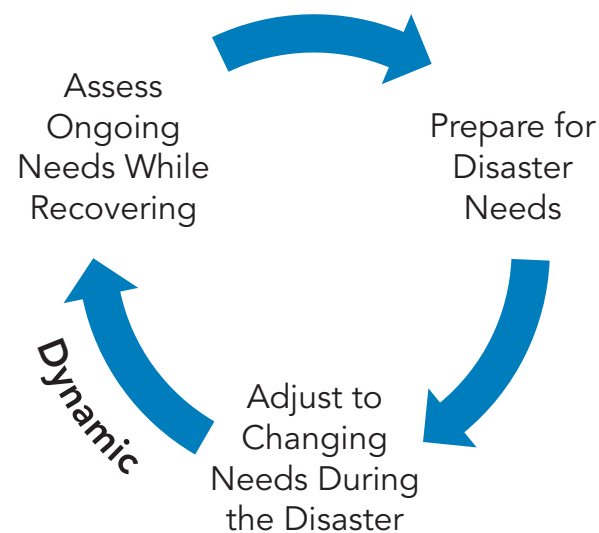 Assess
Ongoing
Needs While
Recovering
Prepare for
Disaster
Needs
Adjust to
Changing
Needs During
the Disaster
Dynamic